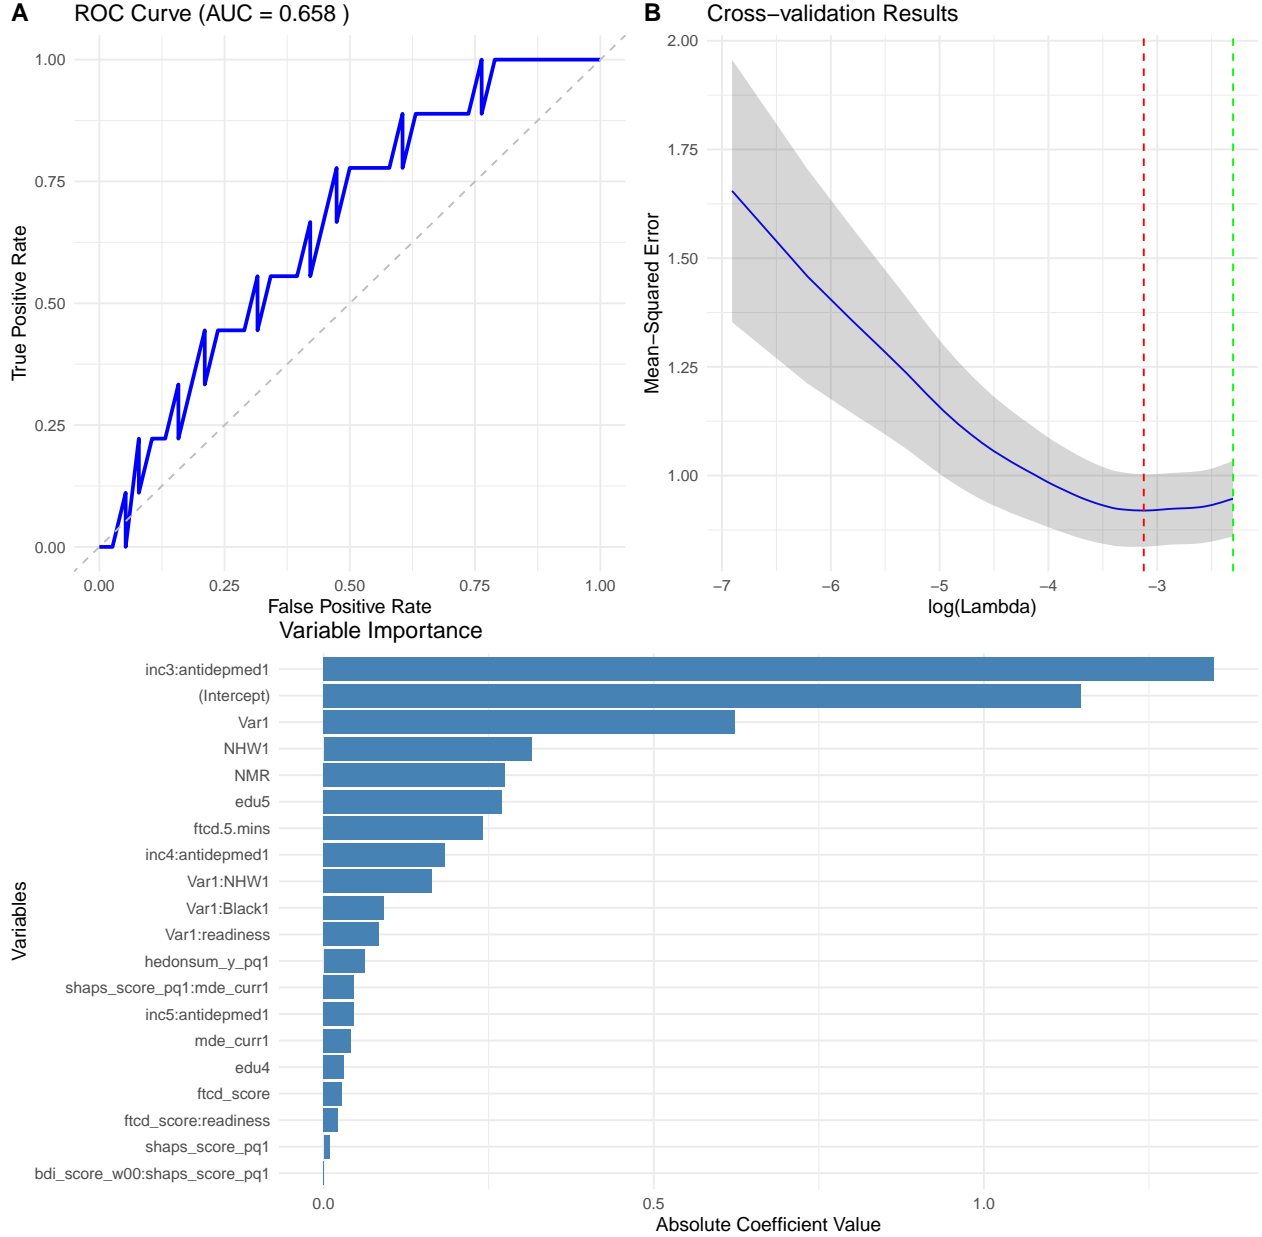 A ROC Curve (AUC = 0.658 )
True Positive Rate
1.00
0.75
0.50
0.25
0.00
0.00 0.25 0.50 0.75 1.00
False Positive Rate
B Cross−validation Results
Mean−Squared Error
2.00
1.75
1.50
1.25
1.00
−7 −6 −5 −4 −3
log(Lambda)
Variable Importance
Variables
inc3:antidepmed1
(Intercept)
Var1
NHW1
NMR
edu5
ftcd.5.mins
inc4:antidepmed1
Var1:NHW1
Var1:Black1
Var1:readiness
hedonsum_y_pq1
shaps_score_pq1:mde_curr1
inc5:antidepmed1
mde_curr1
edu4
ftcd_score
ftcd_score:readiness
shaps_score_pq1
bdi_score_w00:shaps_score_pq1
0.0 0.5 1.0
Absolute Coefficient Value